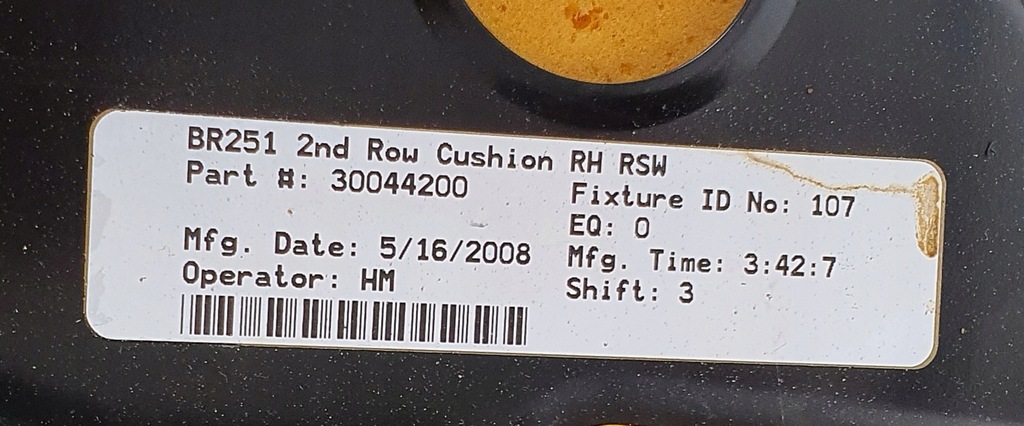 BR251 2nd Row Cushion RH RSW
Part #: 30044200
Fixture ID No: 107
EQ: 0
Mfg. Date: 5/16/2008
Mfg. Time: 3:42:7
Operator: HM
Shift: 3